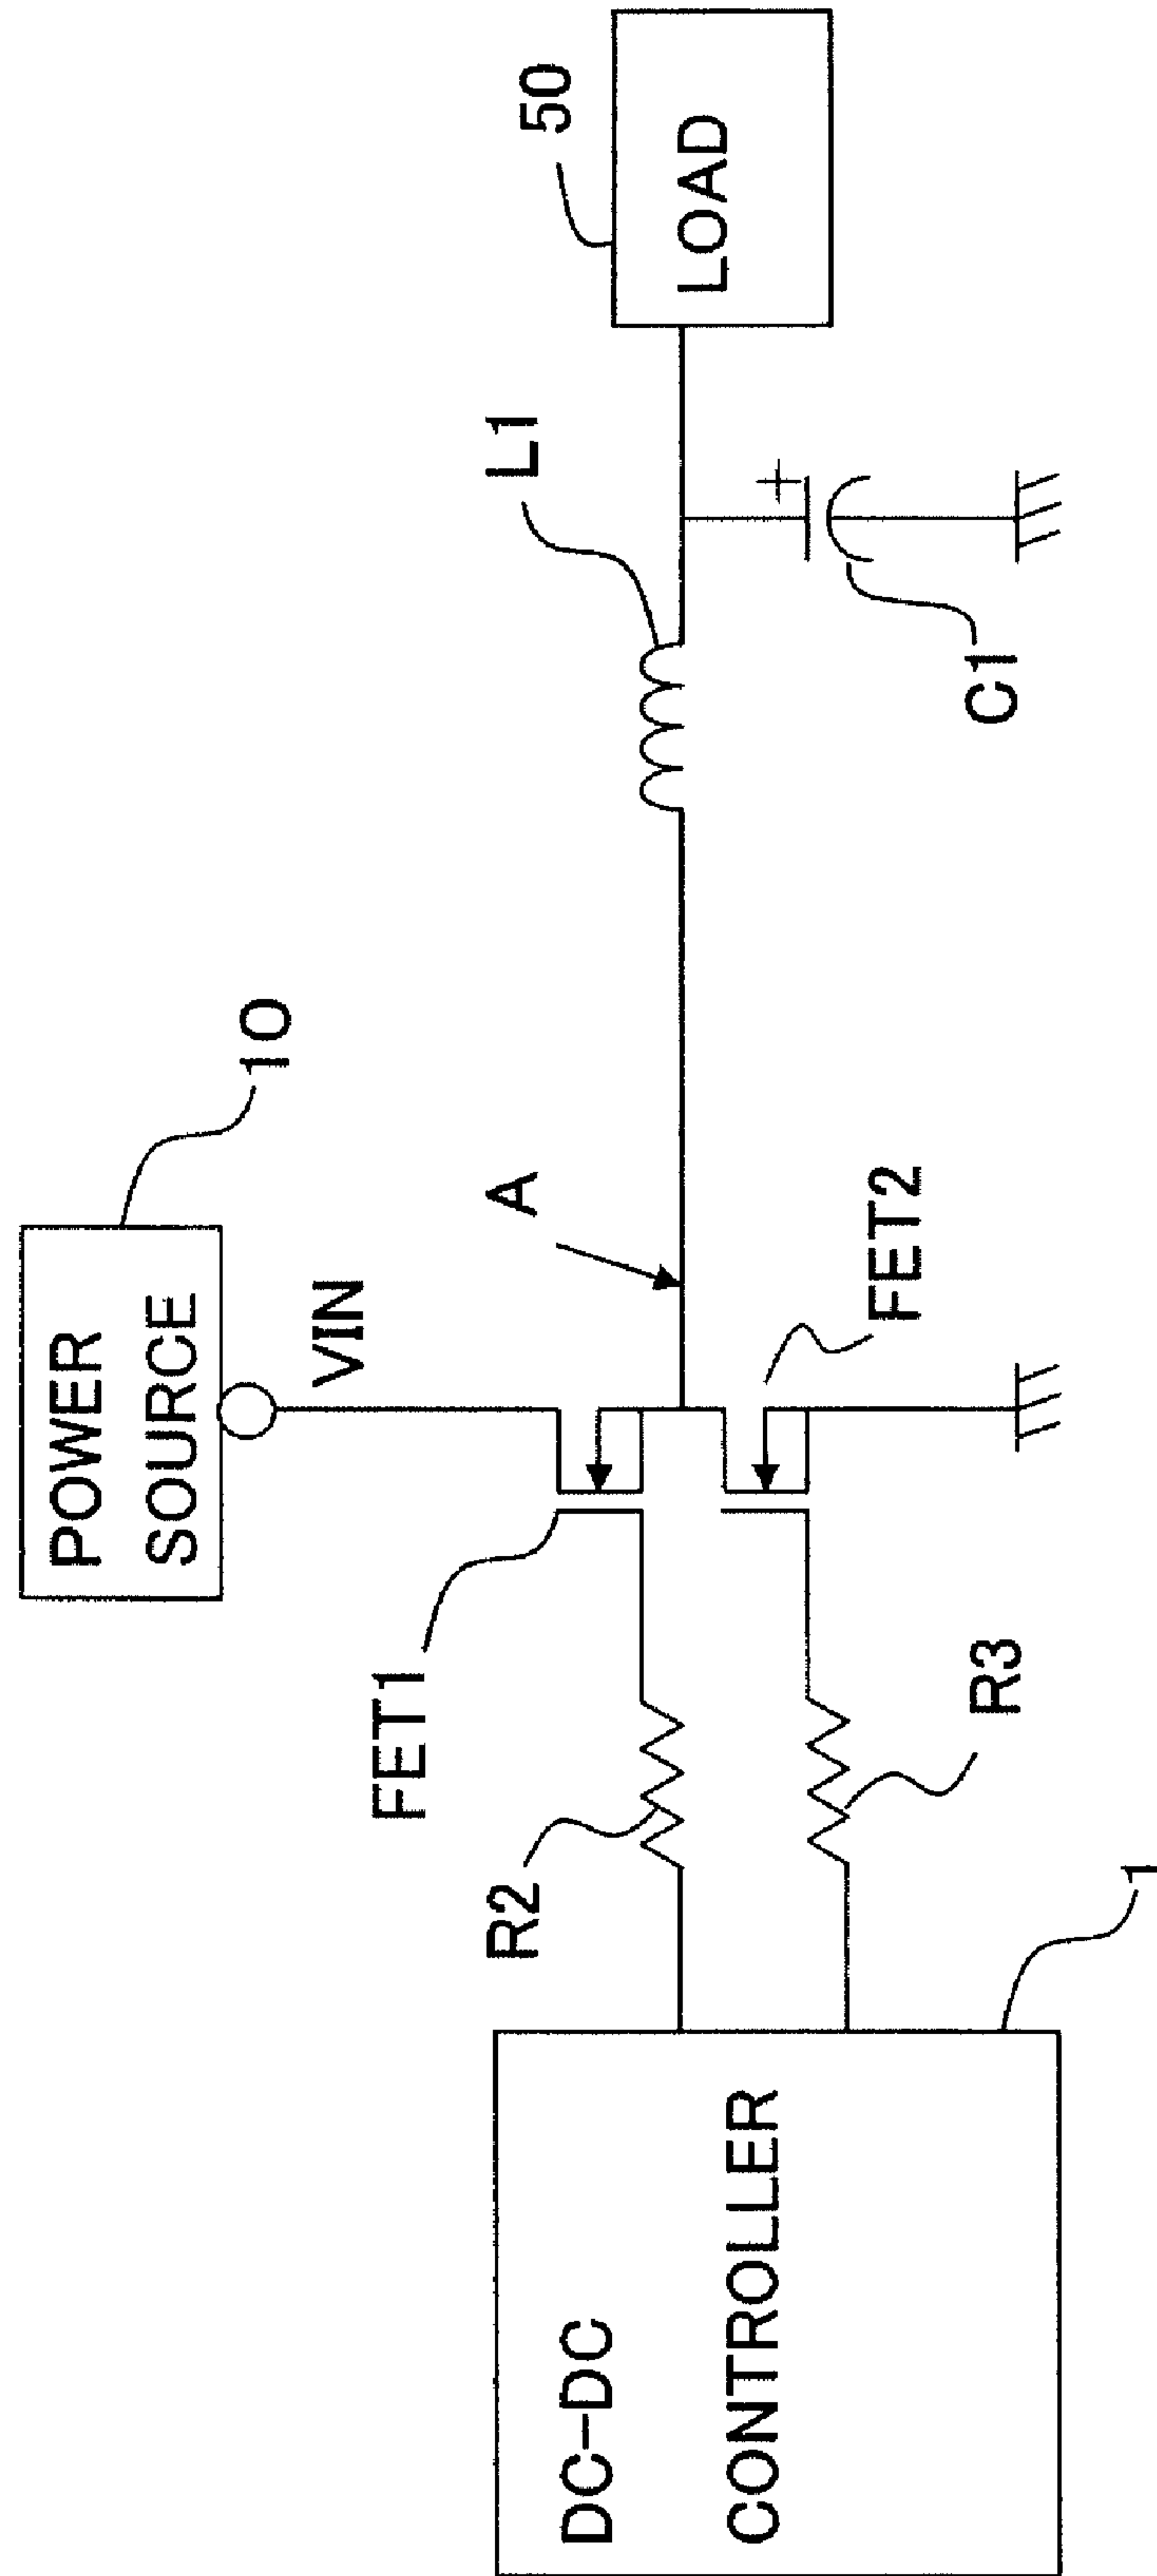 POWER
SOURCE
10
VIN
FET1
A
L1
50
LOAD
+
R2
DC-DC
CONTROLLER
R3
FET2
C1
1